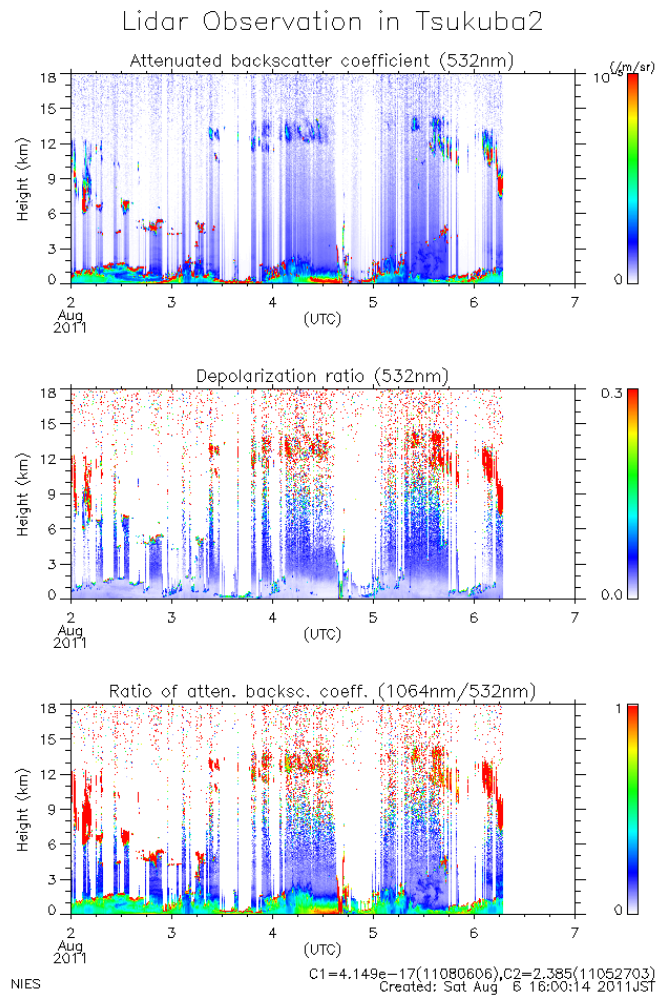 Lidar Observation in Tsukuba2
Attenuated backscatter coefficient (532nm)
(/m/sr)
18
15
12
9
6
3
0
Height (km)
10⁻⁵
0
2
3
4
5
6
7
Aug
2011
(UTC)
Depolarization ratio (532nm)
18
15
12
9
6
3
0
Height (km)
0.3
0.0
2
3
4
5
6
7
Aug
2011
(UTC)
Ratio of atten. backsc. coeff. (1064nm/532nm)
18
15
12
9
6
3
0
Height (km)
1
0
2
3
4
5
6
7
Aug
2011
(UTC)
NIES
C1=4.149e-17(11080606),C2=2.385(11052703)
Created: Sat Aug 6 16:00:14 2011JST